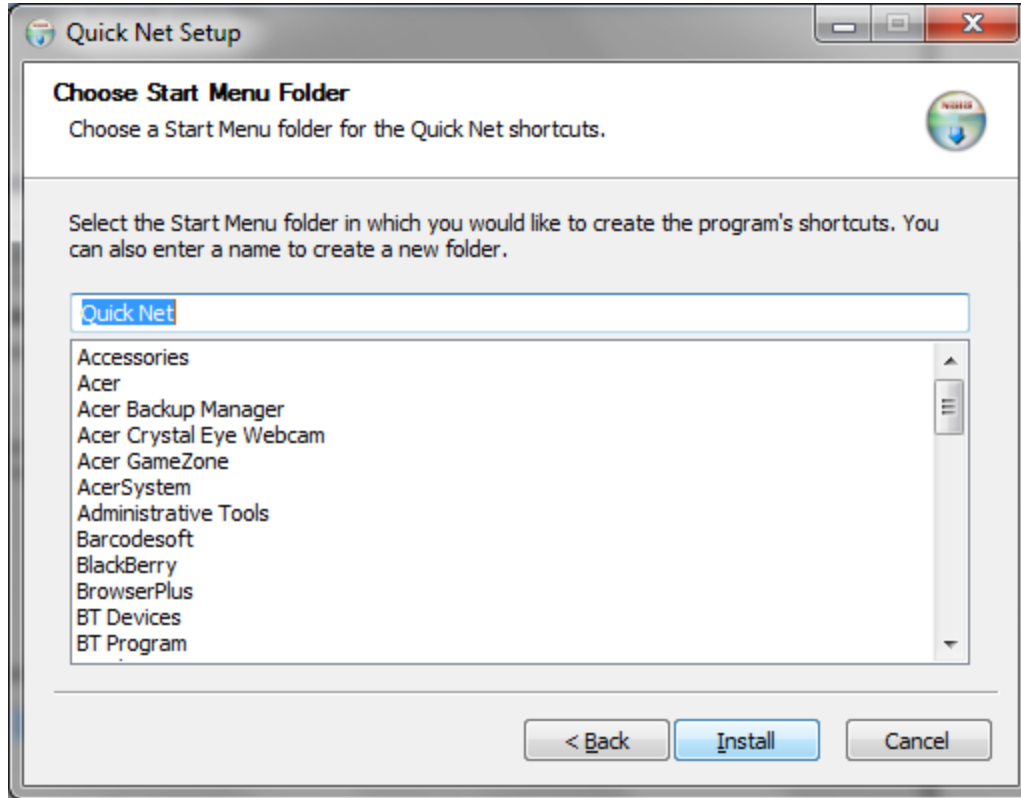 Quick Net Setup
Choose Start Menu Folder
Choose a Start Menu folder for the Quick Net shortcuts.
Select the Start Menu folder in which you would like to create the program's shortcuts. You
can also enter a name to create a new folder.
Quick Net
Accessories
Acer
Acer Backup Manager
Acer Crystal Eye Webcam
Acer GameZone
AcerSystem
Administrative Tools
Barcodesoft
BlackBerry
BrowserPlus
BT Devices
BT Program
< Back
Install
Cancel